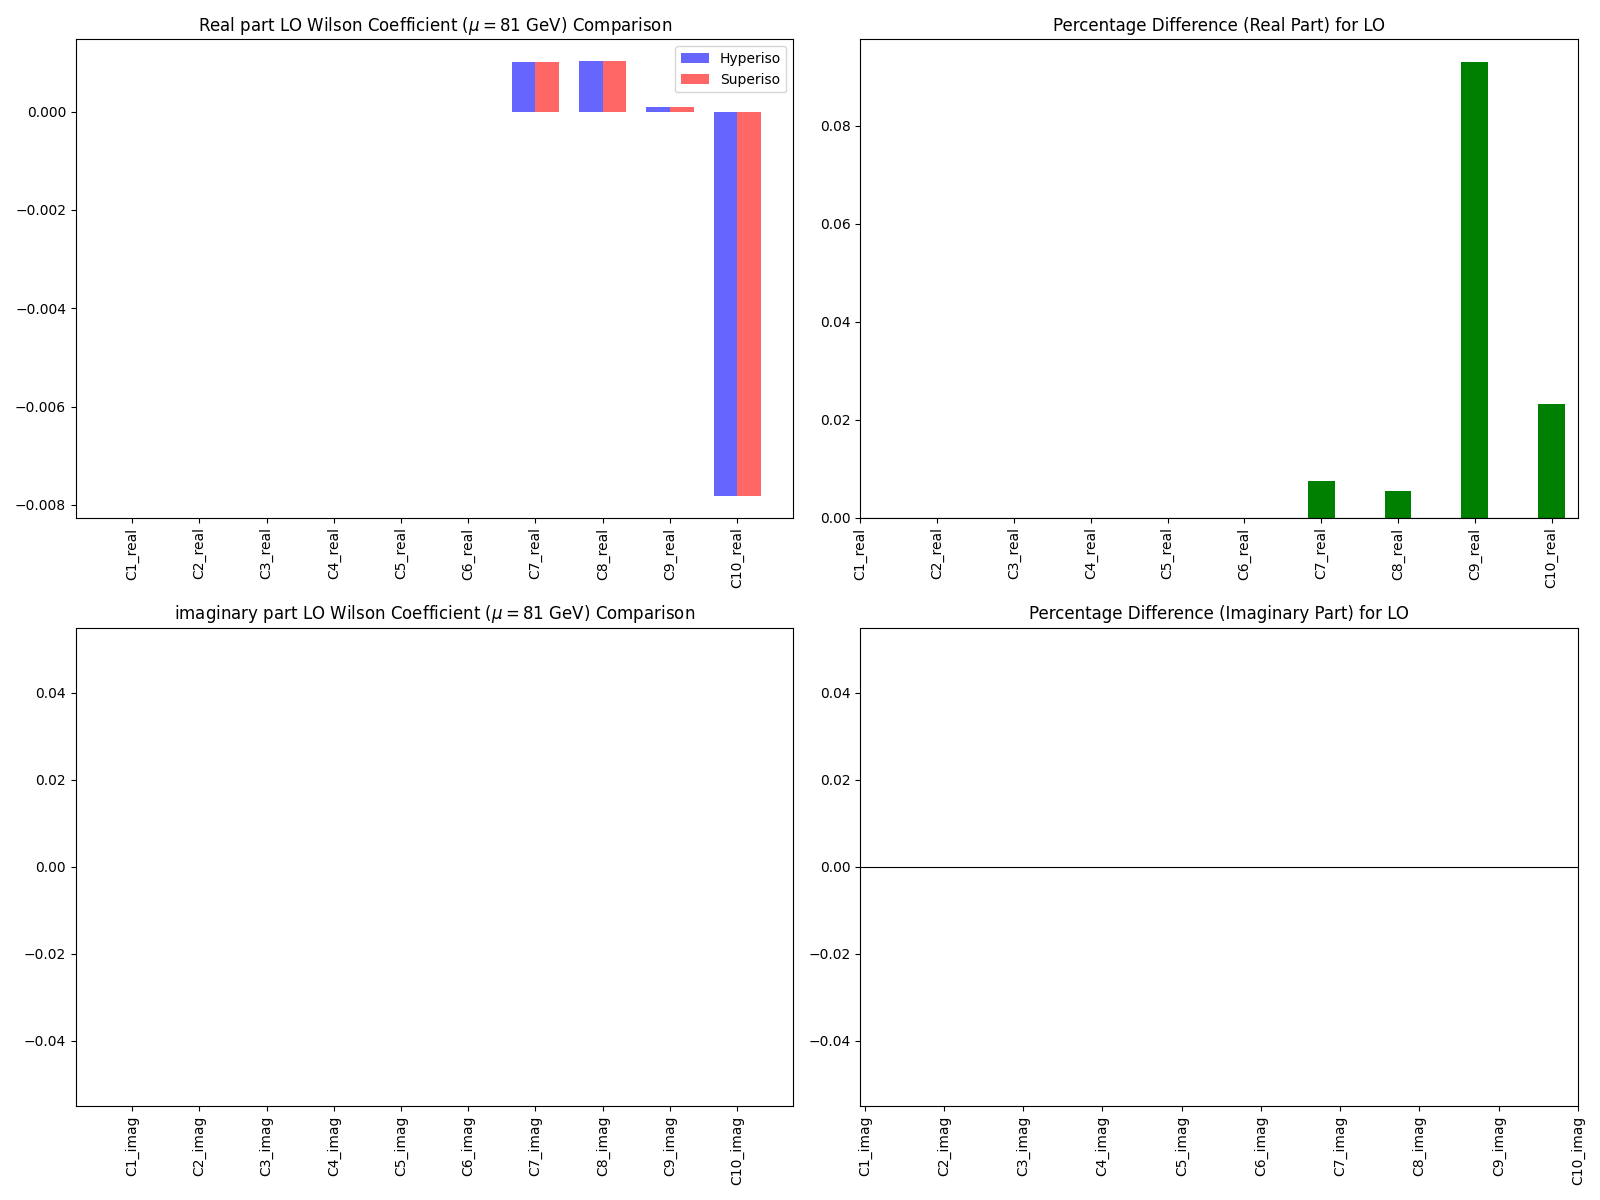 Real part LO Wilson Coefficient (μ = 81 GeV) Comparison
Hyperiso
Superiso
0.000
−0.002
−0.004
−0.006
−0.008
C1_real
C2_real
C3_real
C4_real
C5_real
C6_real
C7_real
C8_real
C9_real
C10_real
Percentage Difference (Real Part) for LO
0.08
0.06
0.04
0.02
0.00
C1_real
C2_real
C3_real
C4_real
C5_real
C6_real
C7_real
C8_real
C9_real
C10_real
imaginary part LO Wilson Coefficient (μ = 81 GeV) Comparison
0.04
0.02
0.00
−0.02
−0.04
C1_imag
C2_imag
C3_imag
C4_imag
C5_imag
C6_imag
C7_imag
C8_imag
C9_imag
C10_imag
Percentage Difference (Imaginary Part) for LO
0.04
0.02
0.00
−0.02
−0.04
C1_imag
C2_imag
C3_imag
C4_imag
C5_imag
C6_imag
C7_imag
C8_imag
C9_imag
C10_imag